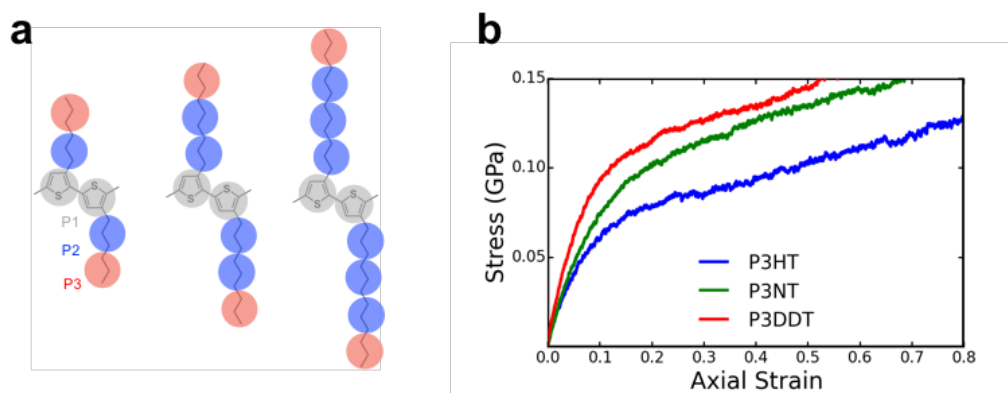 a
S
S
S
S
S
S
P1
P2
P3
b
Stress (GPa)
0.15
0.10
0.05
P3HT
P3NT
P3DDT
0.0 0.1 0.2 0.3 0.4 0.5 0.6 0.7 0.8
Axial Strain